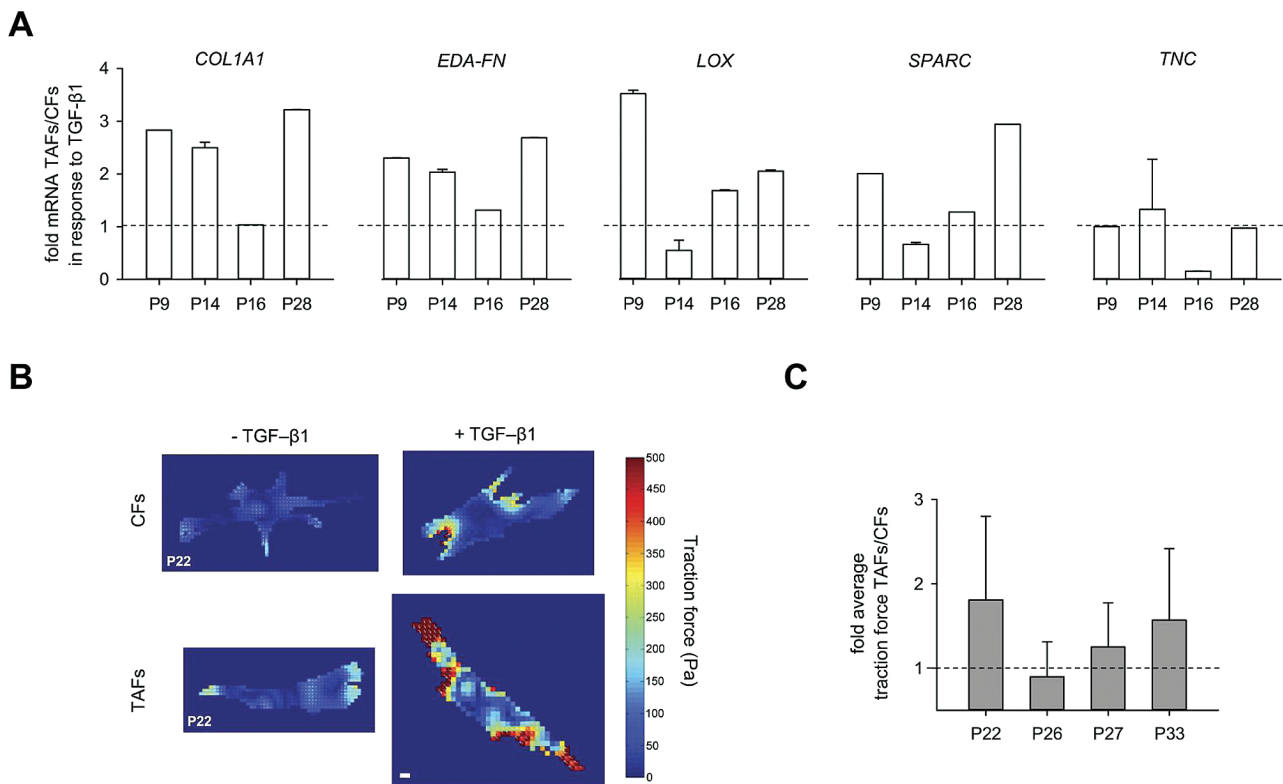 A
COL1A1 EDA-FN LOX SPARC TNC
fold mRNA TAFs/CFs
in response to TGF-β1
4
3
2
1
0
P9 P14 P16 P28 P9 P14 P16 P28 P9 P14 P16 P28 P9 P14 P16 P28 P9 P14 P16 P28
B
- TGF–β1 + TGF–β1
CFs
P22
TAFs
P22
500
450
400
350
300
250
200
150
100
50
0
Traction force (Pa)
C
fold average
traction force TAFs/CFs
3
2
1
P22 P26 P27 P33